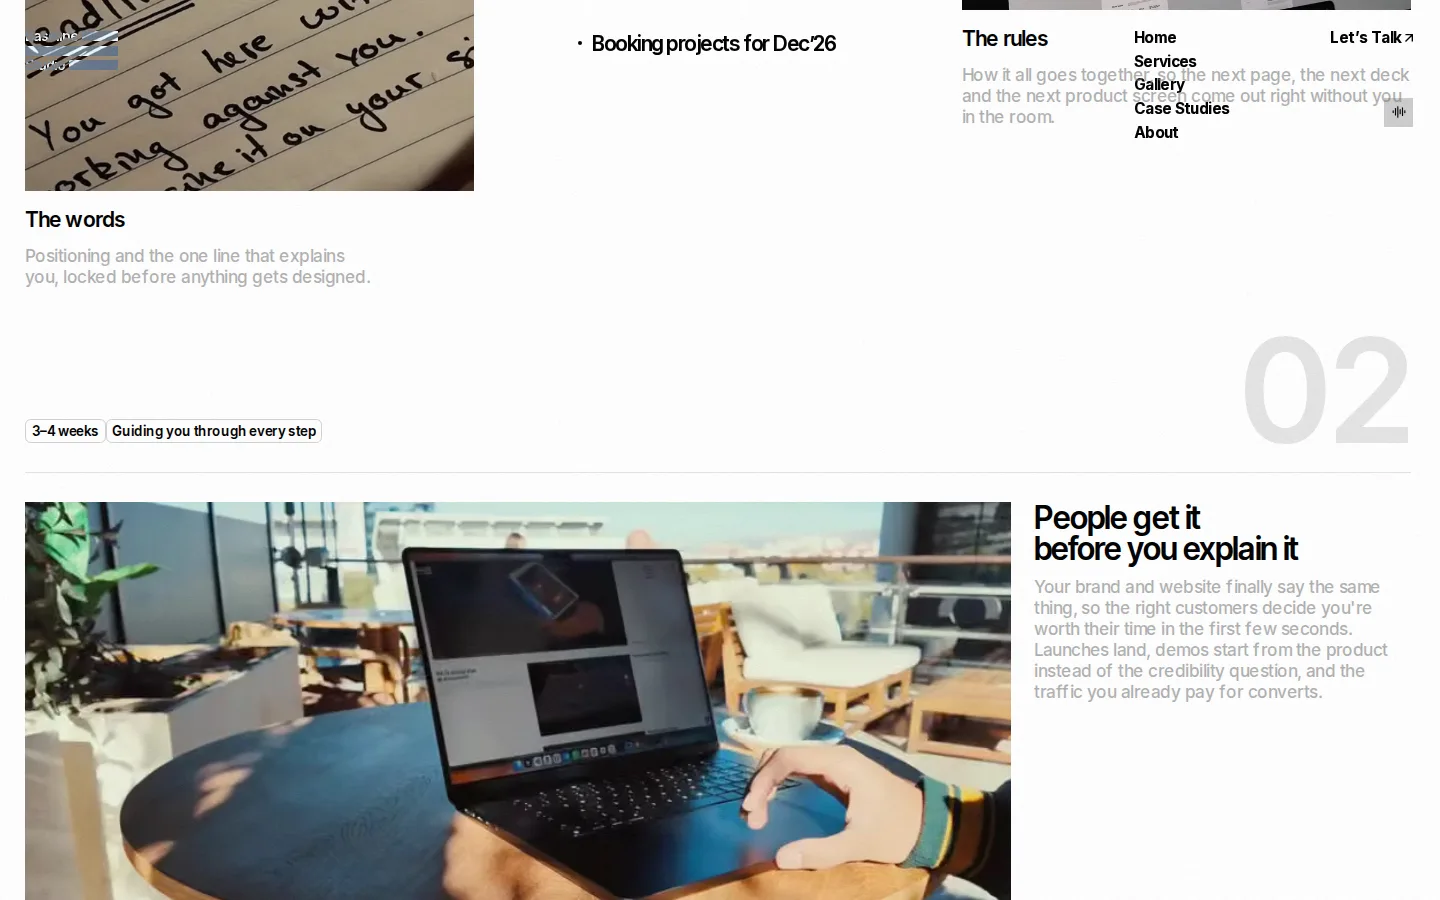 You got here wi
working against you.
it on your
The words
Positioning and the one line that explains
you, locked before anything gets designed.
3–4 weeks
Guiding you through every step
• Booking projects for Dec'26
The rules
How it all goes together, so the next page, the next deck
and the next product screen come out right without you
in the room.
Home
Services
Gallery
Case Studies
About
Let's Talk
02
People get it
before you explain it
Your brand and website finally say the same
thing, so the right customers decide you're
worth their time in the first few seconds.
Launches land, demos start from the product
instead of the credibility question, and the
traffic you already pay for converts.